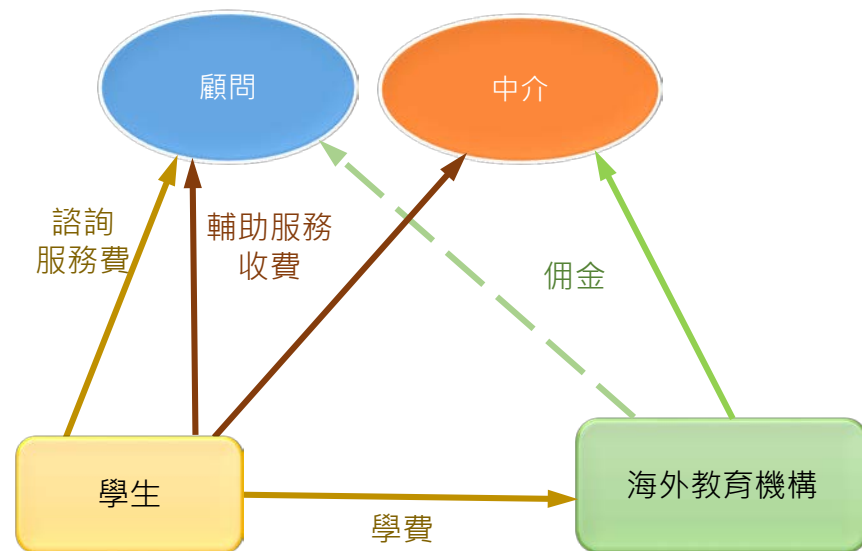 顧問
中介
諮詢
服務費
輔助服務
收費
佣金
學生
海外教育機構
學費